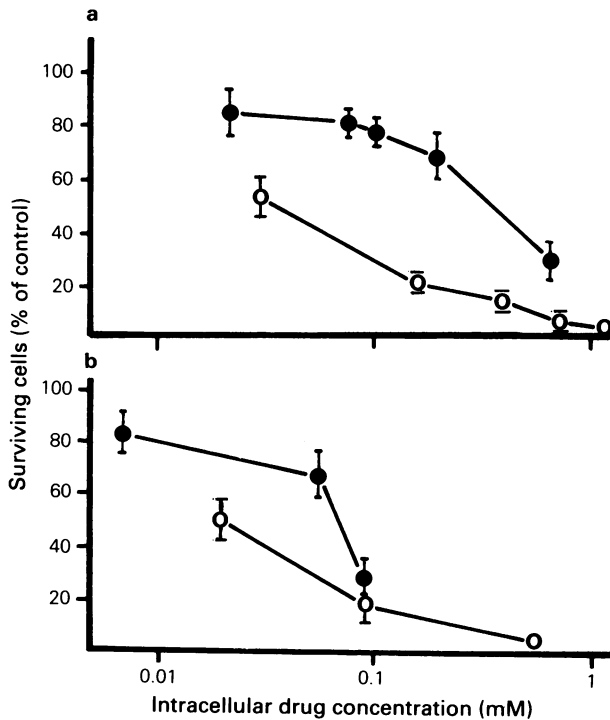 a
100
80
60
40
20
b
100
80
60
40
20
0.01 0.1 1
Surviving cells (% of control)
Intracellular drug concentration (mM)